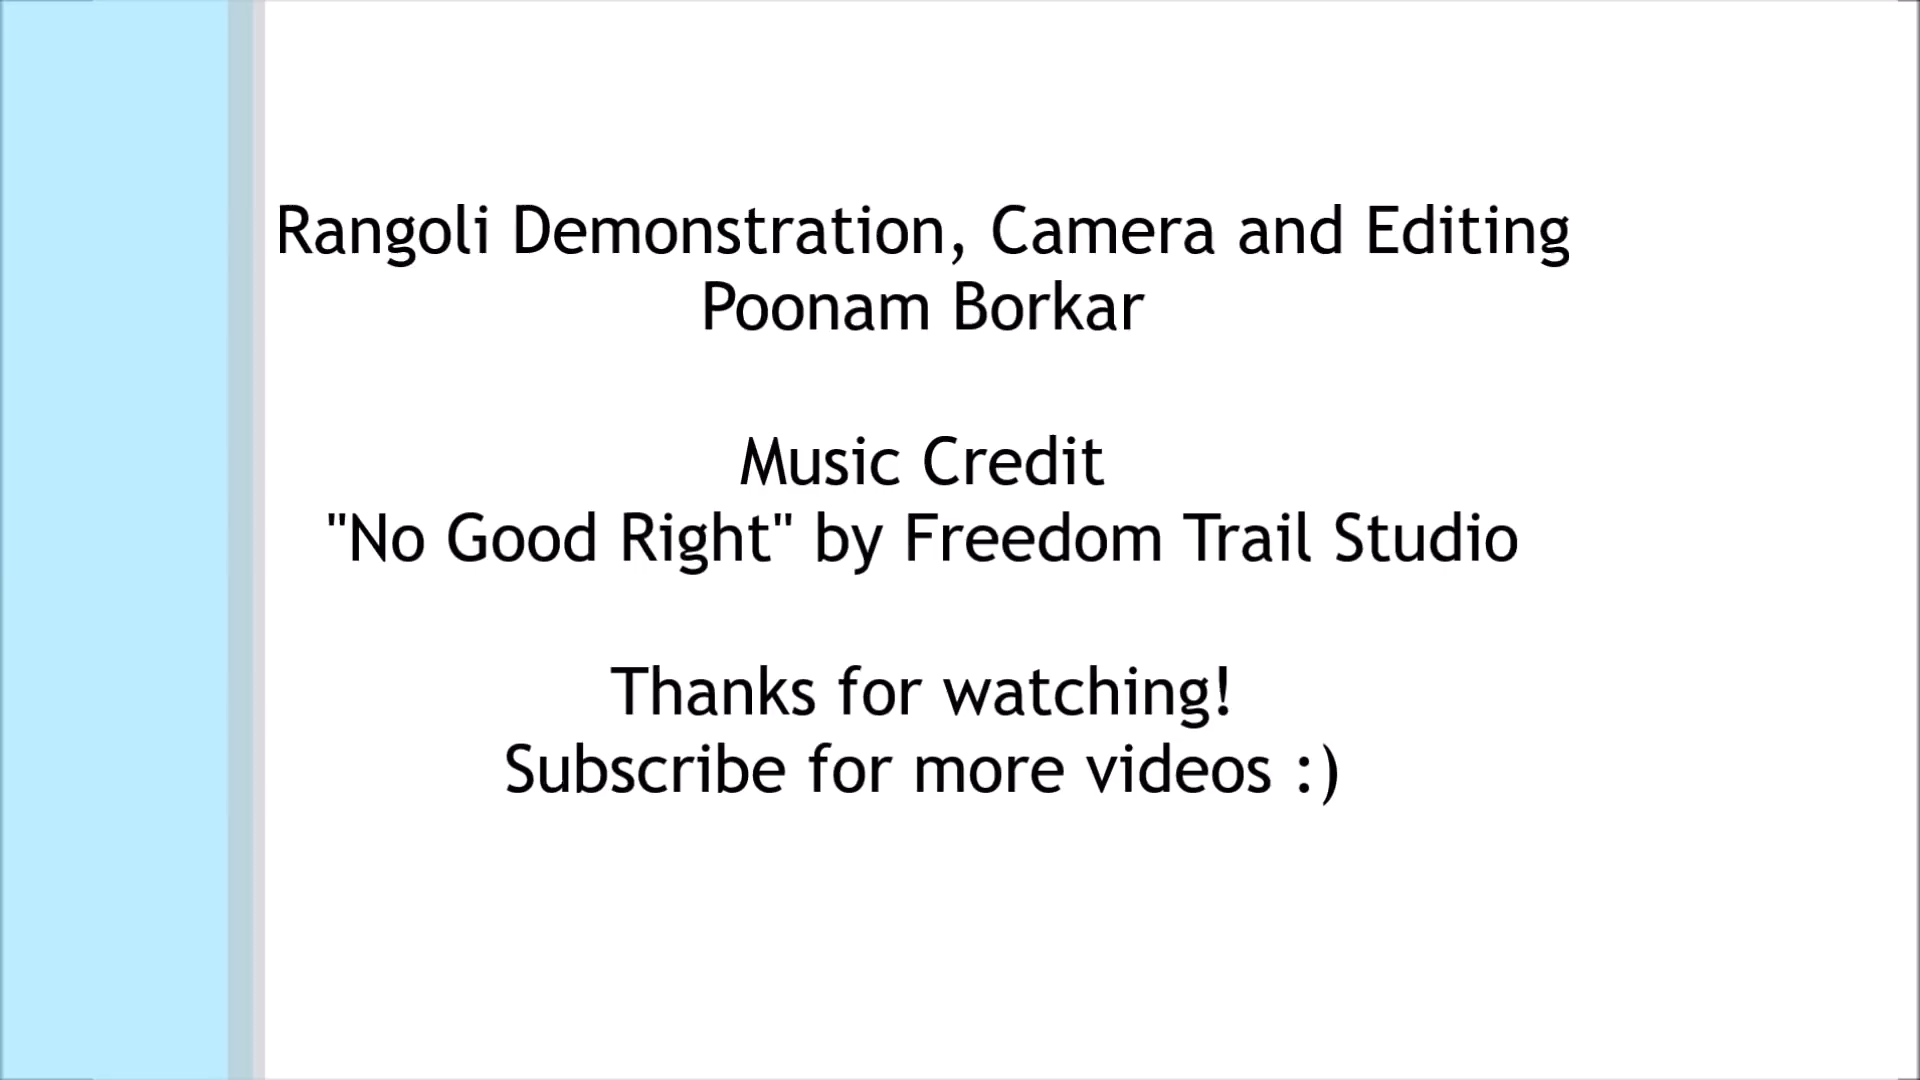 Rangoli Demonstration, Camera and Editing
Poonam Borkar
Music Credit
"No Good Right" by Freedom Trail Studio
Thanks for watching!
Subscribe for more videos :)